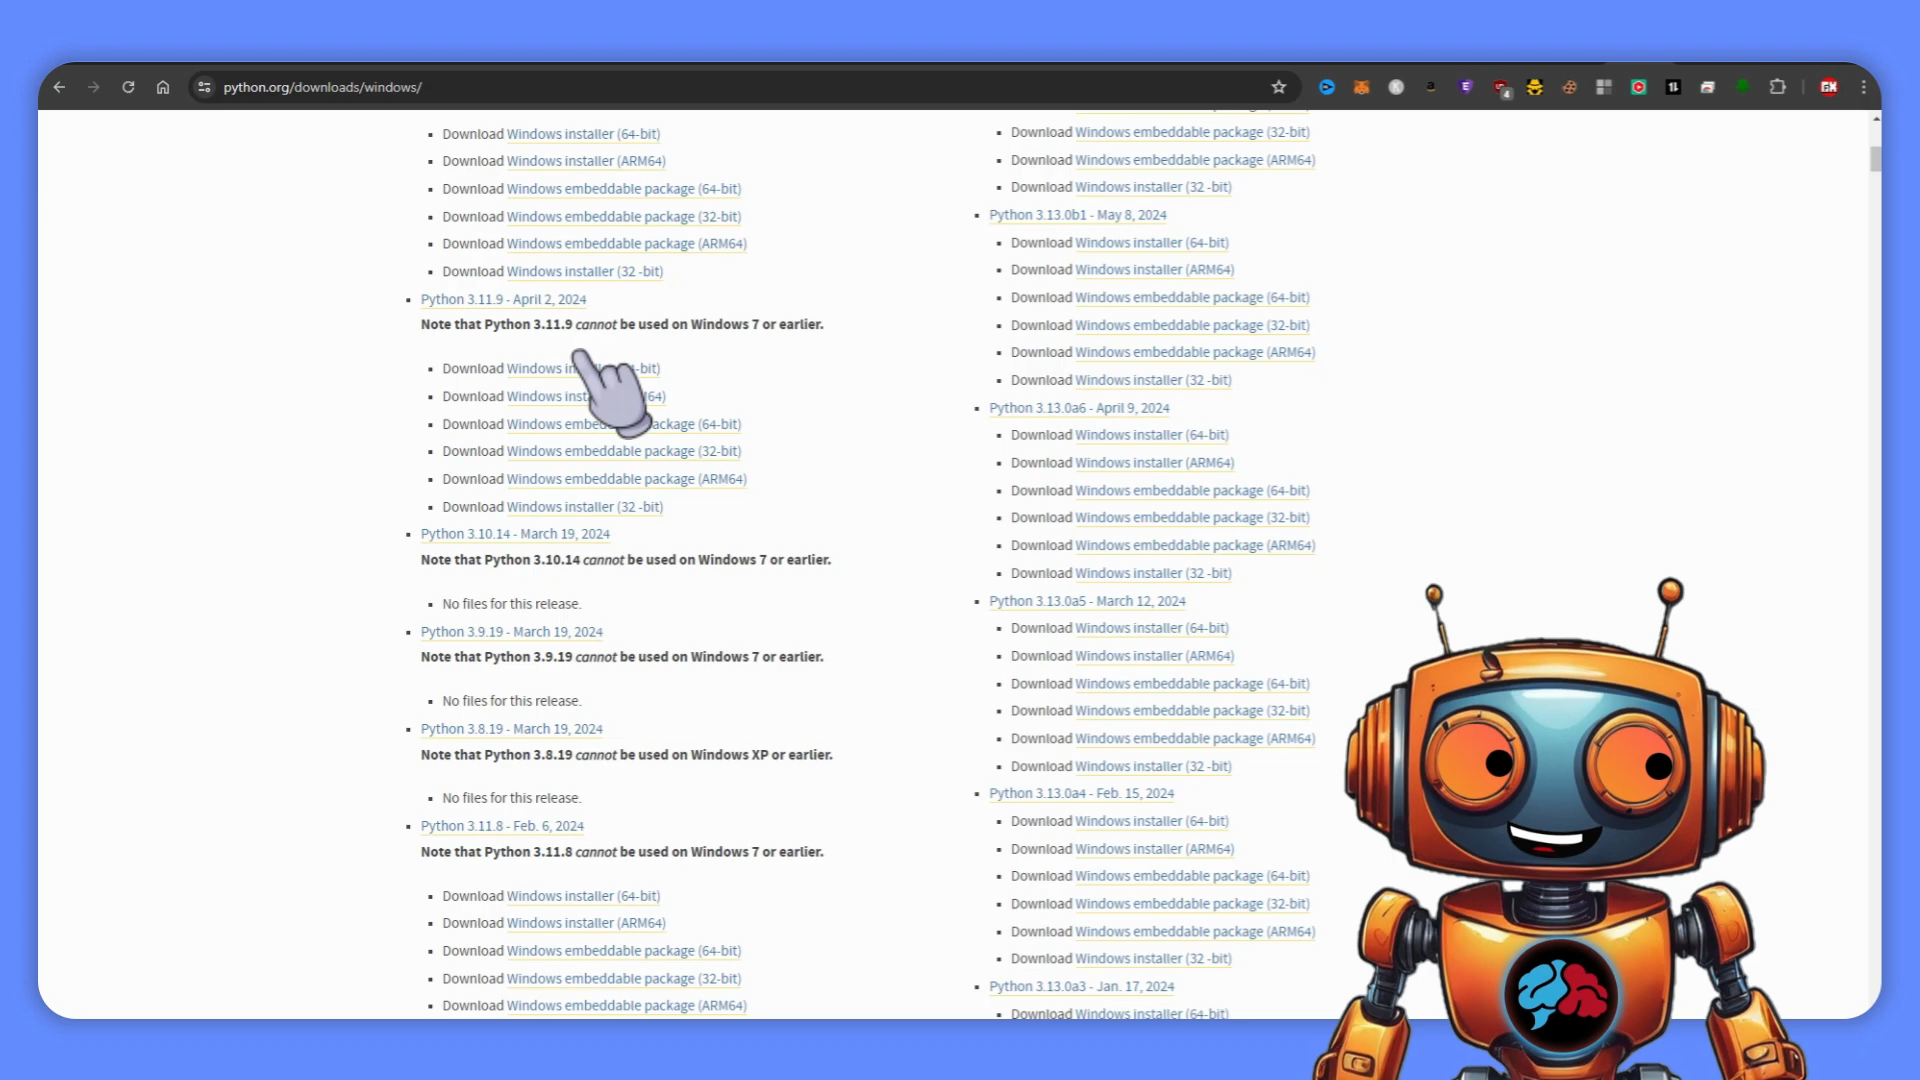 python.org/downloads/windows/
Download Windows installer (64-bit)
Download Windows installer (ARM64)
Download Windows embeddable package (64-bit)
Download Windows embeddable package (32-bit)
Download Windows embeddable package (ARM64)
Download Windows installer (32 -bit)
Python 3.11.9 - April 2, 2024
Note that Python 3.11.9 cannot be used on Windows 7 or earlier.
Download Windows -bit)
Download Windows 64)
Download Windows package (64-bit)
Download Windows embeddable package (32-bit)
Download Windows embeddable package (ARM64)
Download Windows installer (32 -bit)
Python 3.10.14 - March 19, 2024
Note that Python 3.10.14 cannot be used on Windows 7 or earlier.
No files for this release.
Python 3.9.19 - March 19, 2024
Note that Python 3.9.19 cannot be used on Windows 7 or earlier.
No files for this release.
Python 3.8.19 - March 19, 2024
Note that Python 3.8.19 cannot be used on Windows XP or earlier.
No files for this release.
Python 3.11.8 - Feb. 6, 2024
Note that Python 3.11.8 cannot be used on Windows 7 or earlier.
Download Windows installer (64-bit)
Download Windows installer (ARM64)
Download Windows embeddable package (64-bit)
Download Windows embeddable package (32-bit)
Download Windows embeddable package (ARM64)
Download Windows embeddable package (32-bit)
Download Windows embeddable package (ARM64)
Download Windows installer (32 -bit)
Python 3.13.0b1 - May 8, 2024
Download Windows installer (64-bit)
Download Windows installer (ARM64)
Download Windows embeddable package (64-bit)
Download Windows embeddable package (32-bit)
Download Windows embeddable package (ARM64)
Download Windows installer (32 -bit)
Python 3.13.0a6 - April 9, 2024
Download Windows installer (64-bit)
Download Windows installer (ARM64)
Download Windows embeddable package (64-bit)
Download Windows embeddable package (32-bit)
Download Windows embeddable package (ARM64)
Download Windows installer (32 -bit)
Python 3.13.0a5 - March 12, 2024
Download Windows installer (64-bit)
Download Windows installer (ARM64)
Download Windows embeddable package (64-bit)
Download Windows embeddable package (32-bit)
Download Windows embeddable package (ARM64)
Download Windows installer (32 -bit)
Python 3.13.0a4 - Feb. 15, 2024
Download Windows installer (64-bit)
Download Windows installer (ARM64)
Download Windows embeddable package (64-bit)
Download Windows embeddable package (32-bit)
Download Windows embeddable package (ARM64)
Download Windows installer (32 -bit)
Python 3.13.0a3 - Jan. 17, 2024
Download Windows installer (64-bit)